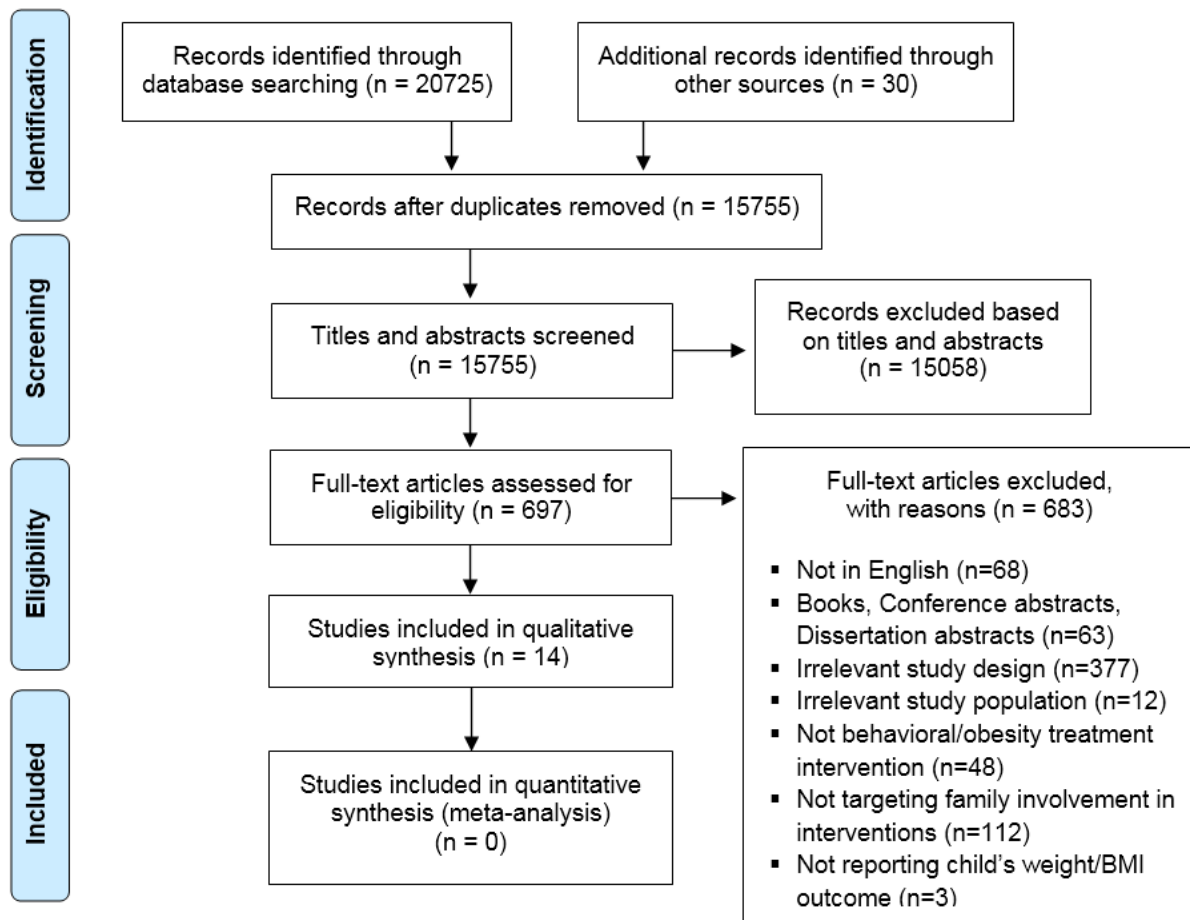 Identification
Records identified through
database searching (n = 20725)
Additional records identified through
other sources (n = 30)
Records after duplicates removed (n = 15755)
Screening
Titles and abstracts screened
(n = 15755)
Records excluded based
on titles and abstracts
(n = 15058)
Eligibility
Full-text articles assessed for
eligibility (n = 697)
Full-text articles excluded,
with reasons (n = 683)
▪ Not in English (n=68)
▪ Books, Conference abstracts,
Dissertation abstracts (n=63)
▪ Irrelevant study design (n=377)
▪ Irrelevant study population (n=12)
▪ Not behavioral/obesity treatment
intervention (n=48)
▪ Not targeting family involvement in
interventions (n=112)
▪ Not reporting child’s weight/BMI
outcome (n=3)
Studies included in qualitative
synthesis (n = 14)
Included
Studies included in quantitative
synthesis (meta-analysis)
(n = 0)